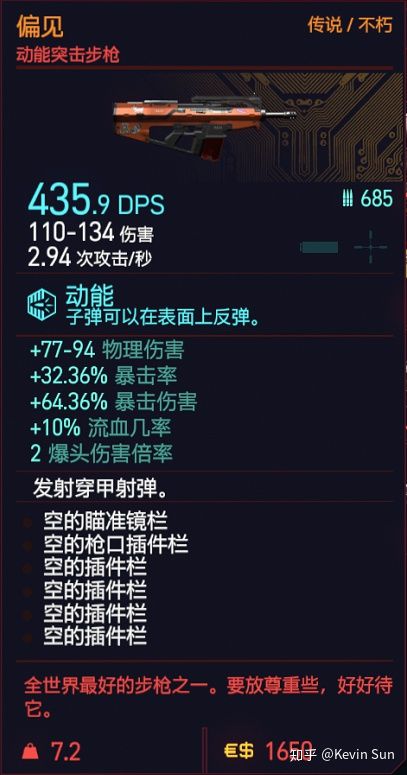 偏见
传说 / 不朽
动能突击步枪
435.9 DPS
685
110-134 伤害
2.94 次攻击/秒
动能
子弹可以在表面上反弹。
+77-94 物理伤害
+32.36% 暴击率
+64.36% 暴击伤害
+10% 流血几率
2 爆头伤害倍率
发射穿甲射弹。
空的瞄准镜栏
空的枪口插件栏
空的插件栏
空的插件栏
空的插件栏
空的插件栏
全世界最好的步枪之一。要放尊重些，好好待
它。
7.2
€$ 1650
知乎 @Kevin Sun